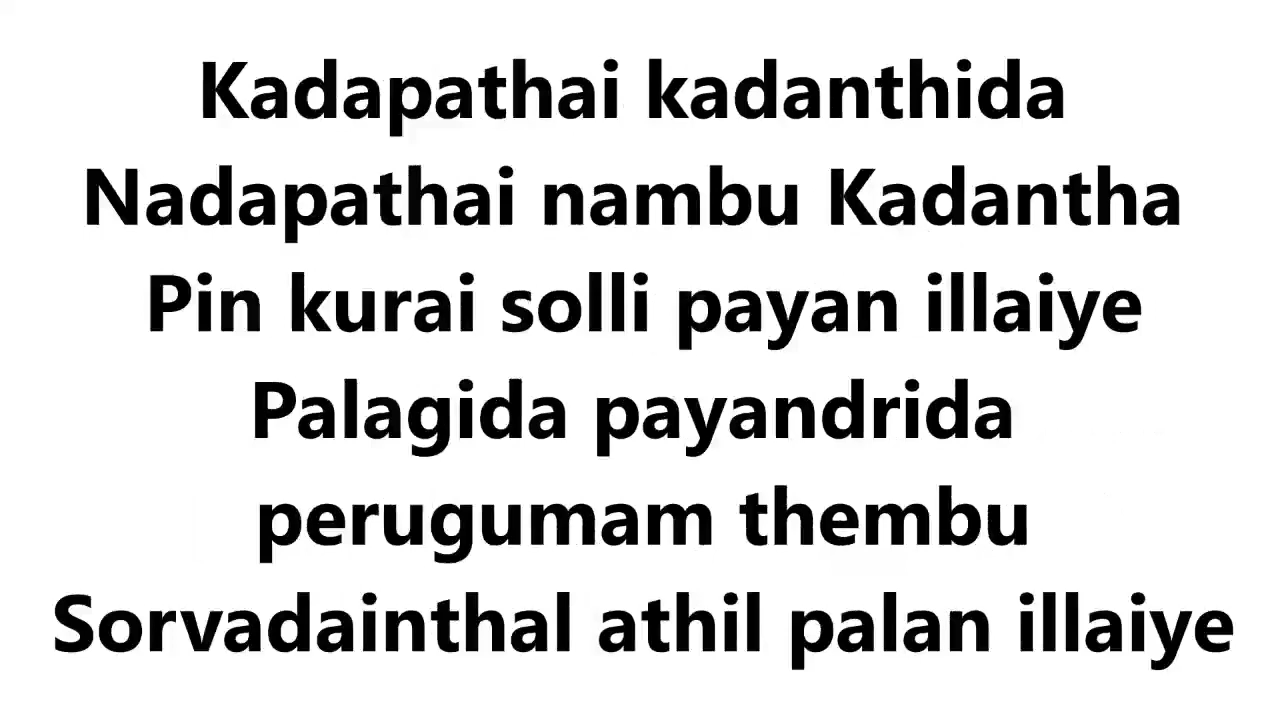 Kadapathai kadanthida
Nadapathai nambu Kadantha
Pin kurai solli payan illaiye
Palagida payandrida
perugumam thembu
Sorvadainthal athil palan illaiye